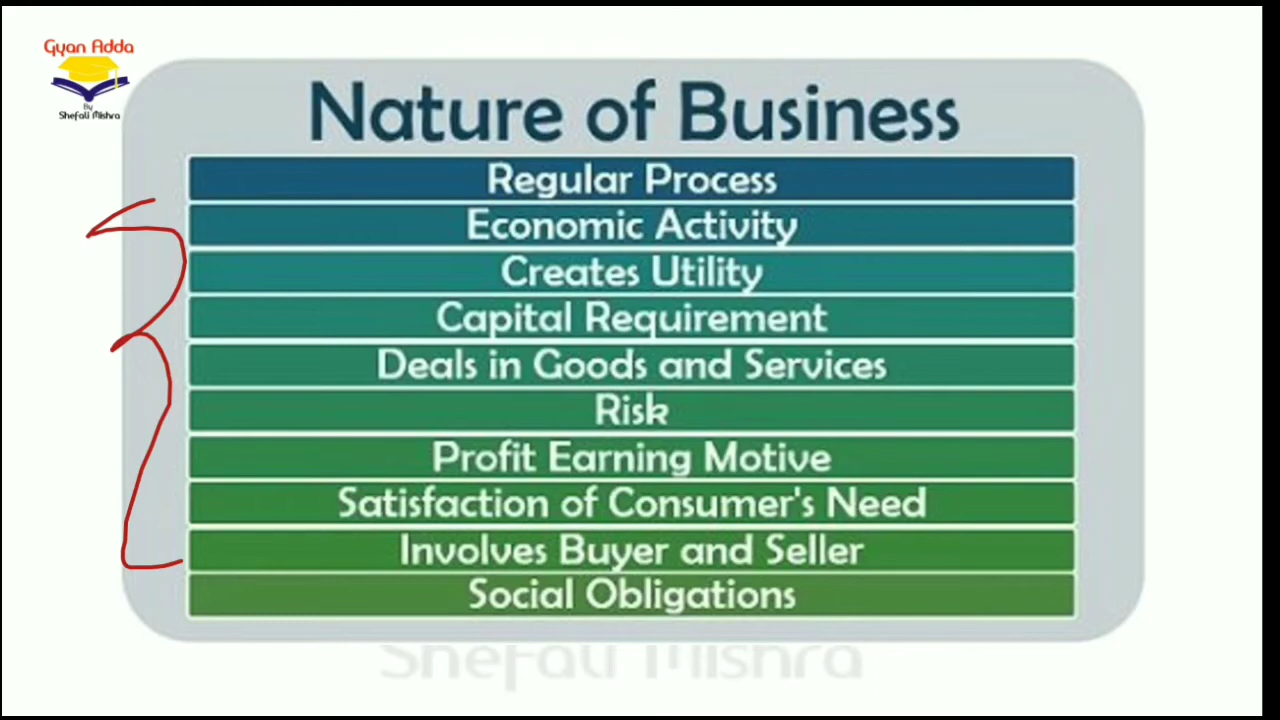 Gyan Adda
By
Shefali Mishra
Nature of Business
Regular Process
Economic Activity
Creates Utility
Capital Requirement
Deals in Goods and Services
Risk
Profit Earning Motive
Satisfaction of Consumer's Need
Involves Buyer and Seller
Social Obligations
Shefali Mishra